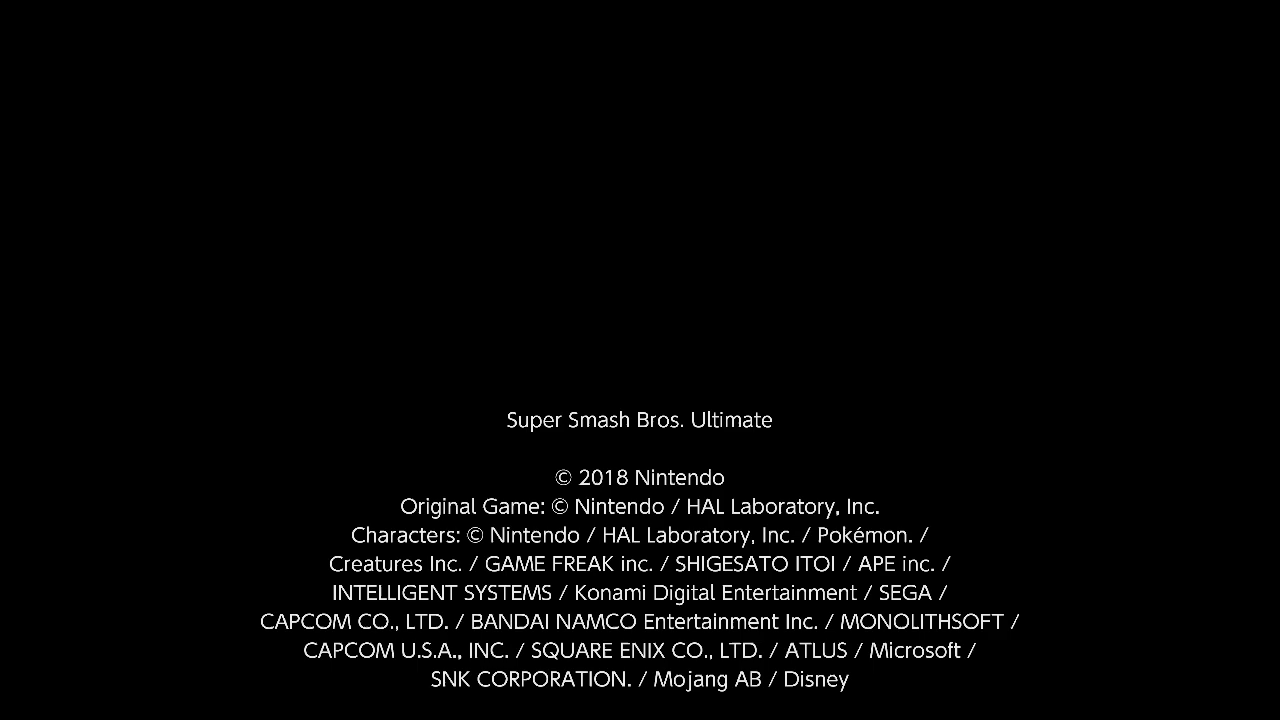 Super Smash Bros. Ultimate
© 2018 Nintendo
Original Game: © Nintendo / HAL Laboratory, Inc.
Characters: © Nintendo / HAL Laboratory, Inc. / Pokémon. /
Creatures Inc. / GAME FREAK inc. / SHIGESATO ITOI / APE inc. /
INTELLIGENT SYSTEMS / Konami Digital Entertainment / SEGA /
CAPCOM CO., LTD. / BANDAI NAMCO Entertainment Inc. / MONOLITHSOFT /
CAPCOM U.S.A., INC. / SQUARE ENIX CO., LTD. / ATLUS / Microsoft /
SNK CORPORATION. / Mojang AB / Disney